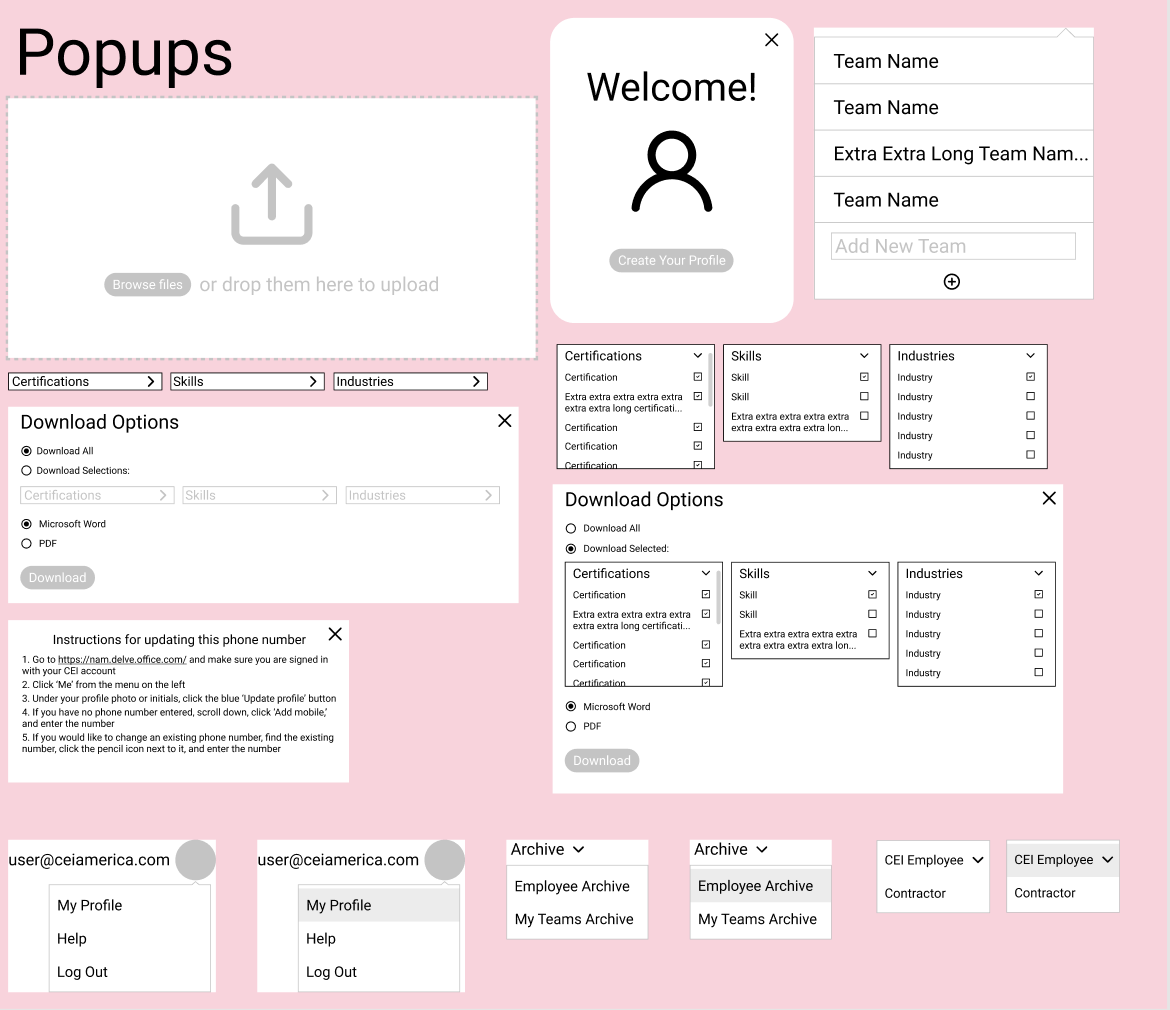 Popups
Browse files or drop them here to upload
Welcome!
Create Your Profile
Team Name
Team Name
Extra Extra Long Team Nam...
Team Name
Add New Team
Certifications
Skills
Industries
Certifications
Certification
Extra extra extra extra extra
extra extra long certificati...
Certification
Certification
Certification
Skills
Skill
Skill
Extra extra extra extra extra
extra extra extra extra lon...
Industries
Industry
Industry
Industry
Industry
Industry
Download Options
Download All
Download Selections:
Certifications
Skills
Industries
Microsoft Word
PDF
Download
Download Options
Download All
Download Selected:
Certifications
Certification
Extra extra extra extra extra
extra extra long certificati...
Certification
Certification
Certification
Skills
Skill
Skill
Extra extra extra extra extra
extra extra extra extra lon...
Industries
Industry
Industry
Industry
Industry
Industry
Microsoft Word
PDF
Download
Instructions for updating this phone number
1. Go to https://nam.delve.office.com/ and make sure you are signed in
with your CEI account
2. Click ‘Me’ from the menu on the left
3. Under your profile photo or initials, click the blue ‘Update profile’ button
4. If you have no phone number entered, scroll down, click ‘Add mobile,’
and enter the number
5. If you would like to change an existing phone number, find the existing
number, click the pencil icon next to it, and enter the number
user@ceiamerica.com
My Profile
Help
Log Out
user@ceiamerica.com
My Profile
Help
Log Out
Archive
Employee Archive
My Teams Archive
Archive
Employee Archive
My Teams Archive
CEI Employee
Contractor
CEI Employee
Contractor